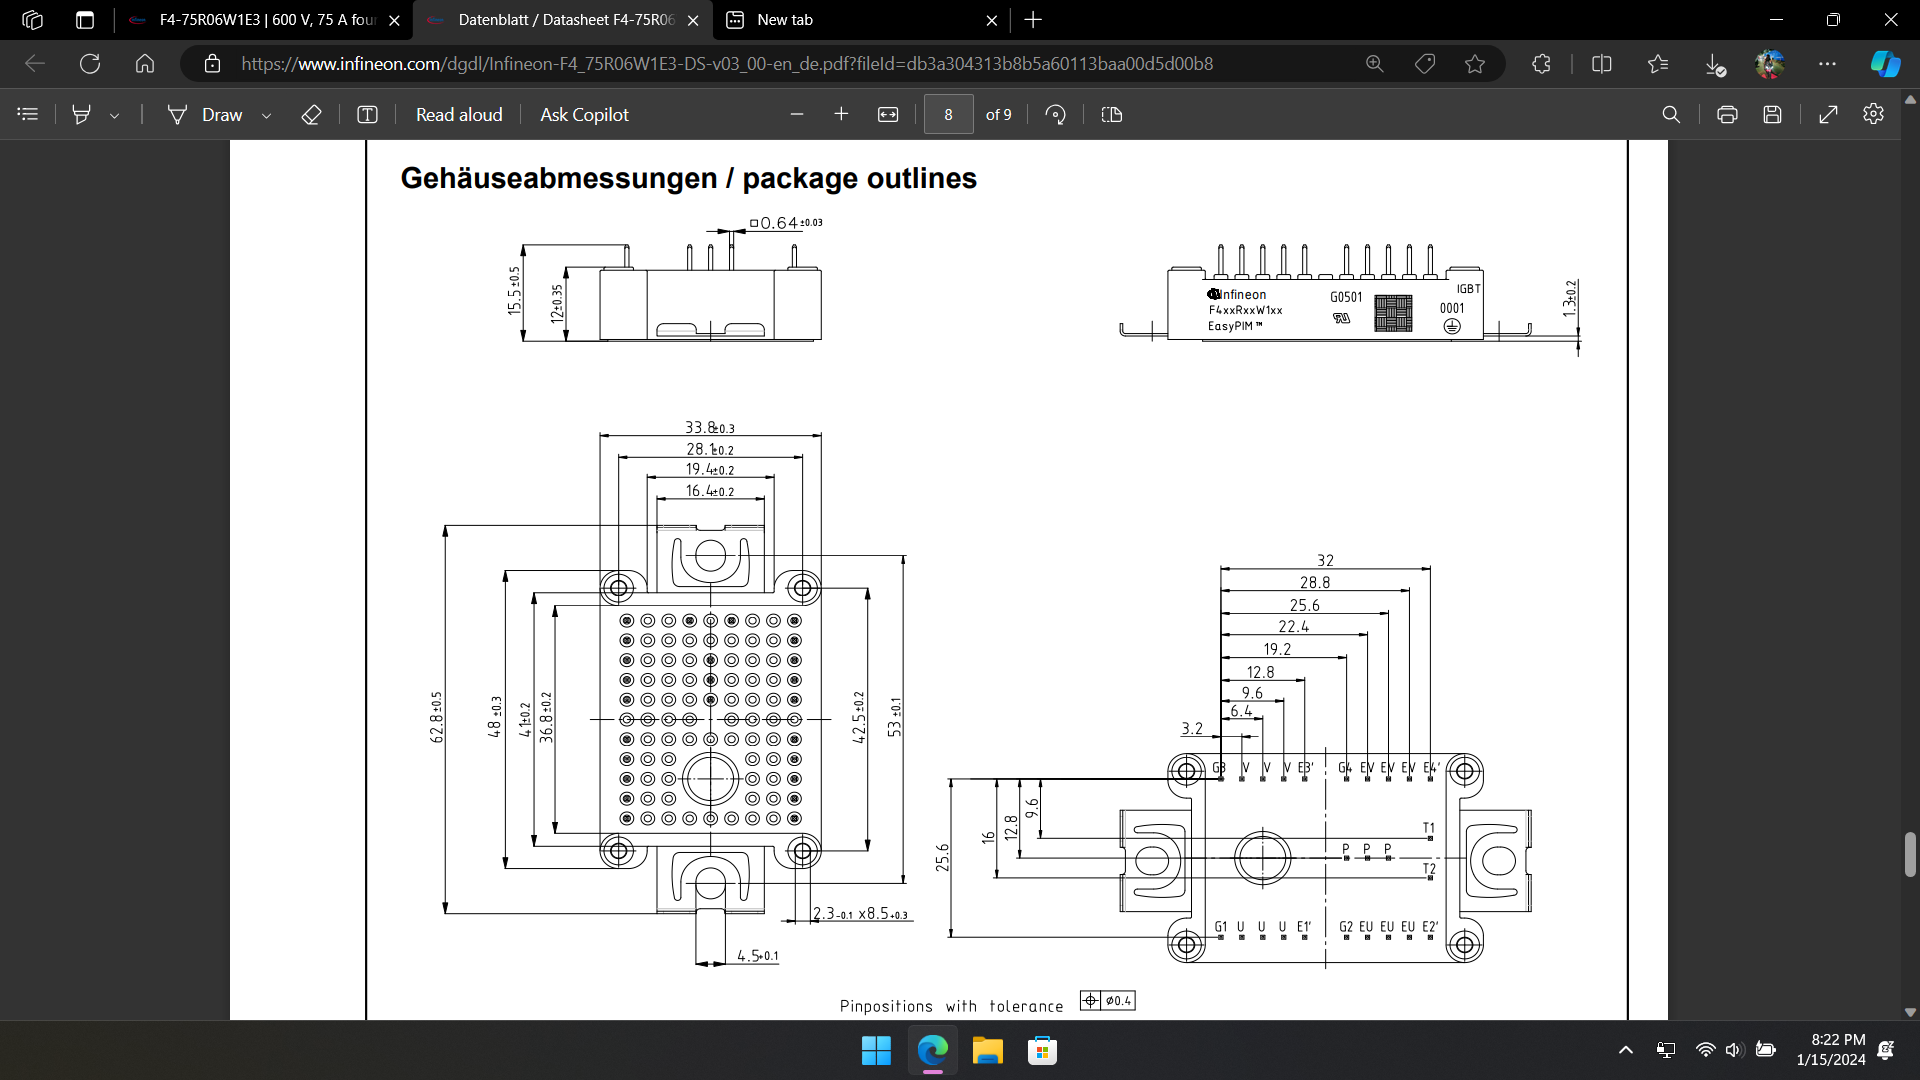 F4-75R06W1E3 | 600 V, 75 A four
Datenblatt / Datasheet F4-75R06
New tab
https://www.infineon.com/dgdl/Infineon-F4_75R06W1E3-DS-v03_00-en_de.pdf?fileId=db3a304313b8b5a60113baa00d5d00b8
Draw
Read aloud
Ask Copilot
8
of 9
Gehäuseabmessungen / package outlines
0.64±0.03
15.5±0.5
12±0.35
Infineon
F4xxRxxW1xx
EasyPIM™
G0501
IGBT
0001
1.3±0.2
33.8±0.3
28.1±0.2
19.4±0.2
16.4±0.2
62.8±0.5
48±0.3
41±0.2
36.8±0.2
42.5±0.2
53±0.1
2.3-0.1 x8.5+0.3
4.5+0.1
32
28.8
25.6
22.4
19.2
12.8
9.6
6.4
3.2
G3 V V V E3' G4 EV EV EV E4'
25.6
16
12.8
9.6
T1
P P P
T2
G1 U U U E1' G2 EU EU EU E2'
Pinpositions with tolerance ⌖ ø0.4
8:22 PM
1/15/2024